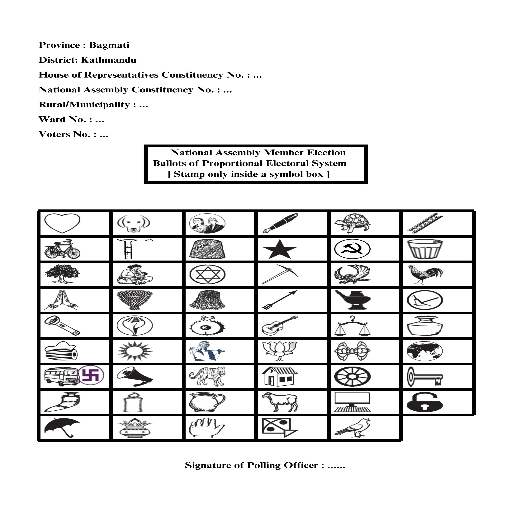 Province : Bagmati
District: Kathmandu
House of Representatives Constituency No. : ...
National Assembly Constituency No. : ...
Rural/Municipality : ...
Ward No. : ...
Voters No. : ...
National Assembly Member Election
Ballots of Proportional Electoral System
[ Stamp only inside a symbol box ]
Signature of Polling Officer : ......